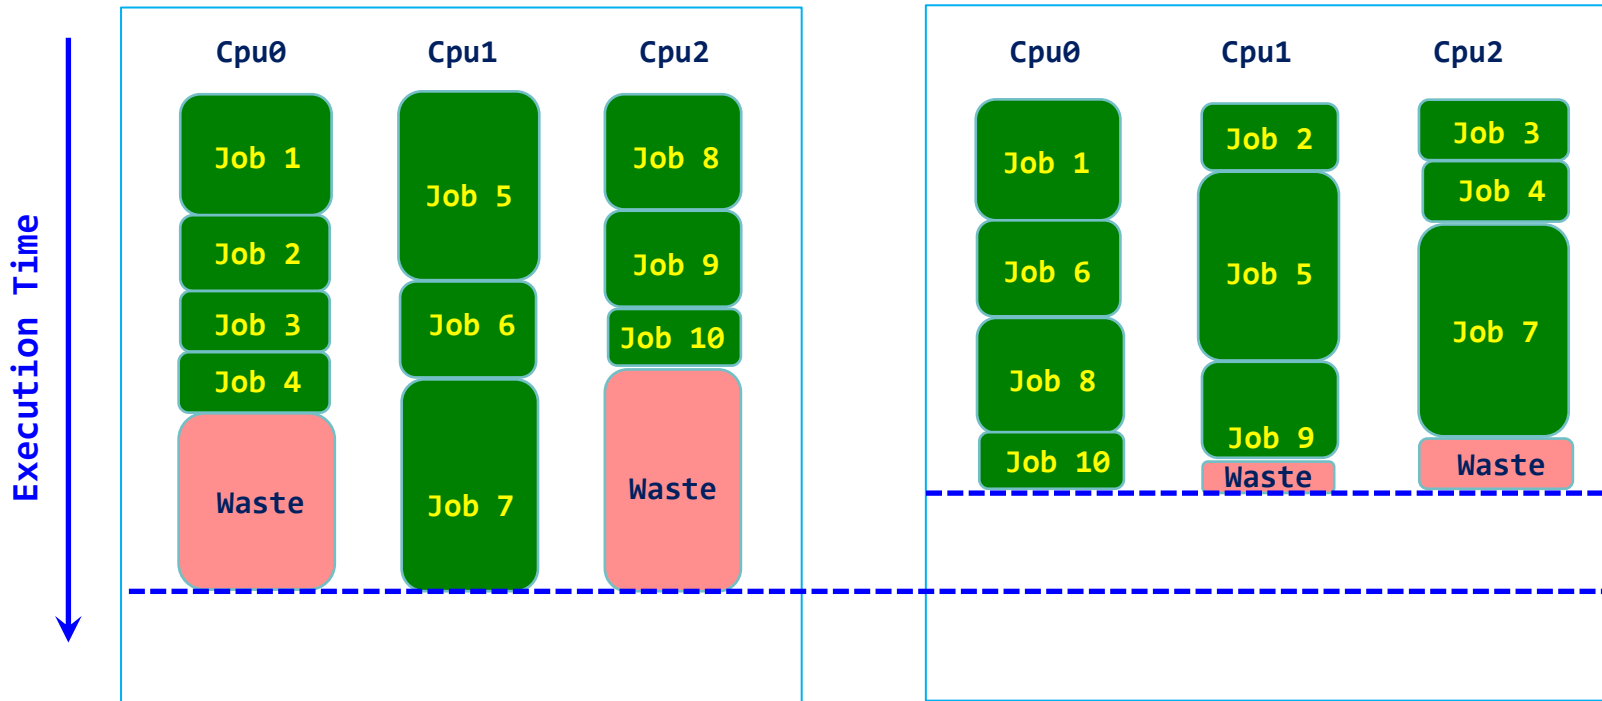 Execution Time
Cpu0
Cpu1
Cpu2
Job 1
Job 2
Job 3
Job 4
Waste
Job 5
Job 6
Job 7
Job 8
Job 9
Job 10
Waste
Cpu0
Cpu1
Cpu2
Job 1
Job 6
Job 8
Job 10
Job 2
Job 5
Job 9
Waste
Job 3
Job 4
Job 7
Waste